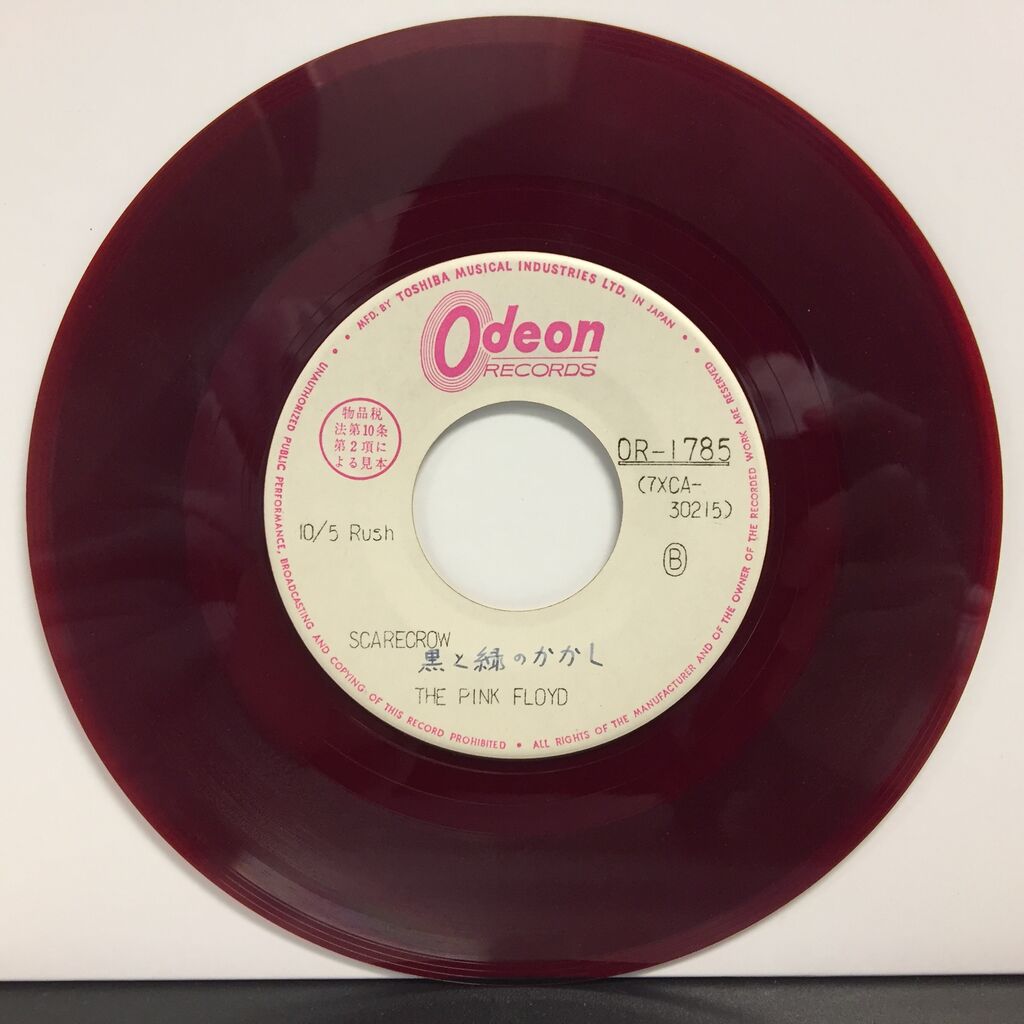 MFD. BY TOSHIBA MUSICAL INDUSTRIES LTD. IN JAPAN
Odeon
RECORDS
物品税
法第10条
第2項に
よる見本
OR-1785
(7XCA-
30215)
10/5 Rush
B
SCARECROW
黒と緑のかかし
THE PINK FLOYD
UNAUTHORIZED PUBLIC PERFORMANCE, BROADCASTING AND COPYING OF THIS RECORD PROHIBITED • ALL RIGHTS OF THE MANUFACTURER AND OF THE OWNER OF THE RECORDED WORK ARE RESERVED